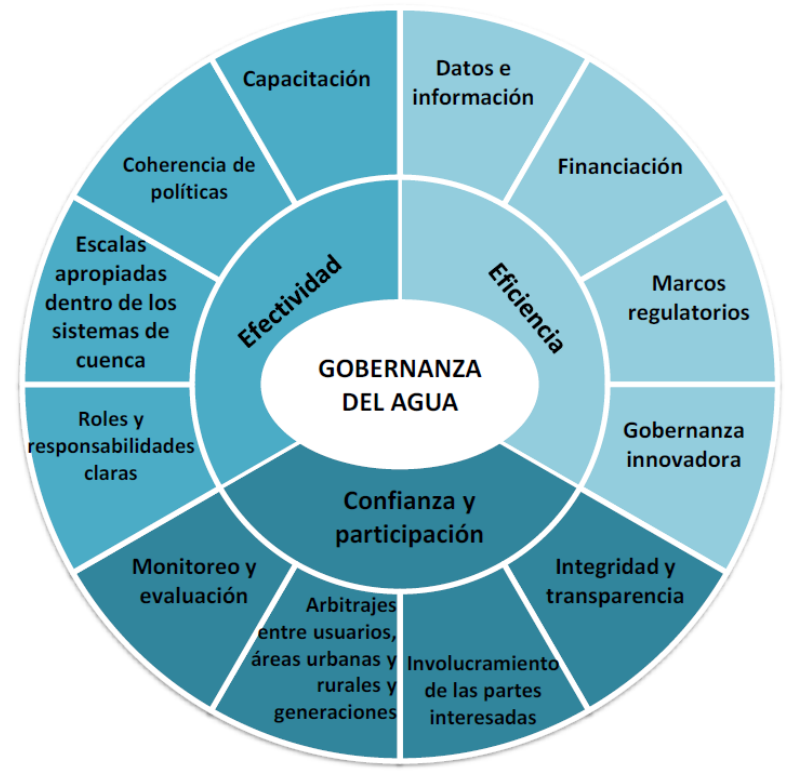 Capacitación
Datos e
información
Coherencia de
políticas
Financiación
Escalas
apropiadas
dentro de los
sistemas de
cuenca
Marcos
regulatorios
Efectividad
Eficiencia
GOBERNANZA
DEL AGUA
Roles y
responsabilidades
claras
Gobernanza
innovadora
Confianza y
participación
Monitoreo y
evaluación
Integridad y
transparencia
Arbitrajes
entre usuarios,
áreas urbanas y
rurales y
generaciones
Involucramiento
de las partes
interesadas